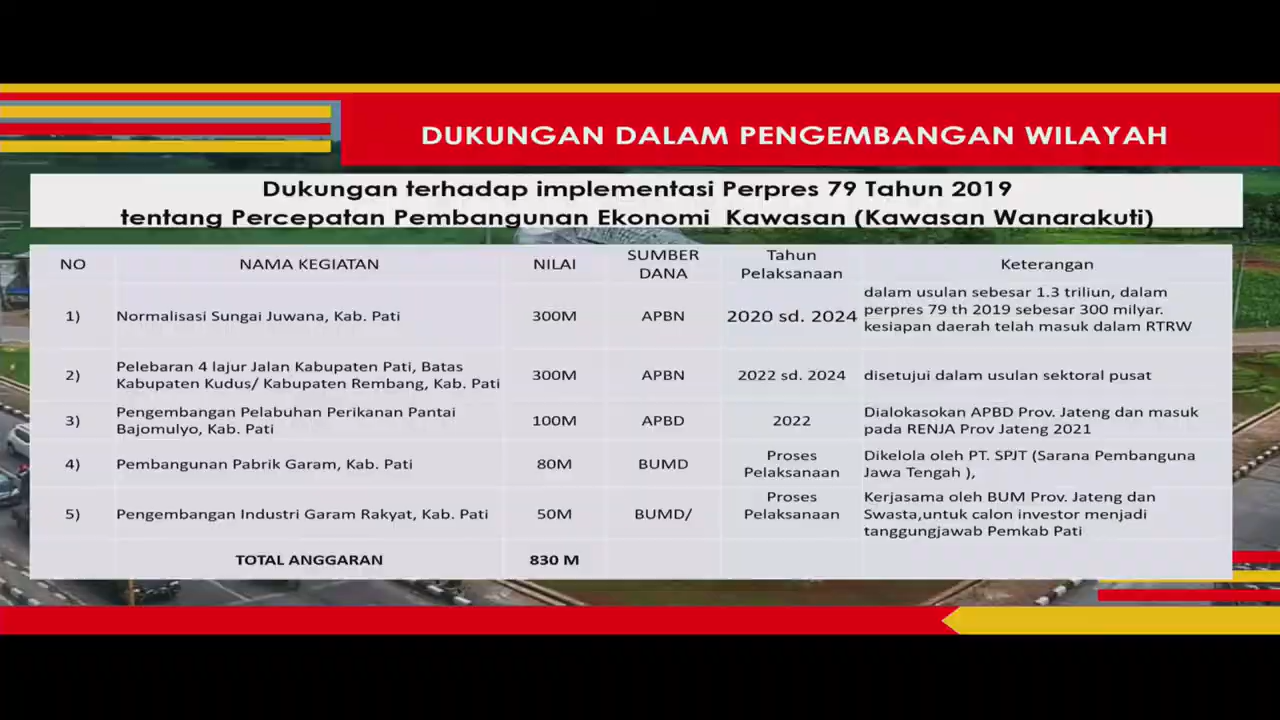 DUKUNGAN DALAM PENGEMBANGAN WILAYAH
Dukungan terhadap implementasi Perpres 79 Tahun 2019
tentang Percepatan Pembangunan Ekonomi Kawasan (Kawasan Wanarakuti)
NO NAMA KEGIATAN NILAI SUMBER DANA Tahun Pelaksanaan Keterangan
1) Normalisasi Sungai Juwana, Kab. Pati 300M APBN 2020 sd. 2024 dalam usulan sebesar 1.3 triliun, dalam
perpres 79 th 2019 sebesar 300 milyar.
kesiapan daerah telah masuk dalam RTRW
2) Pelebaran 4 lajur Jalan Kabupaten Pati, Batas
Kabupaten Kudus/ Kabupaten Rembang, Kab. Pati 300M APBN 2022 sd. 2024 disetujui dalam usulan sektoral pusat
3) Pengembangan Pelabuhan Perikanan Pantai
Bajomulyo, Kab. Pati 100M APBD 2022 Dialokasokan APBD Prov. Jateng dan masuk
pada RENJA Prov Jateng 2021
4) Pembangunan Pabrik Garam, Kab. Pati 80M BUMD Proses
Pelaksanaan Dikelola oleh PT. SPJT (Sarana Pembanguna
Jawa Tengah ),
5) Pengembangan Industri Garam Rakyat, Kab. Pati 50M BUMD/ Proses
Pelaksanaan Kerjasama oleh BUM Prov. Jateng dan
Swasta,untuk calon investor menjadi
tanggungjawab Pemkab Pati
TOTAL ANGGARAN 830 M